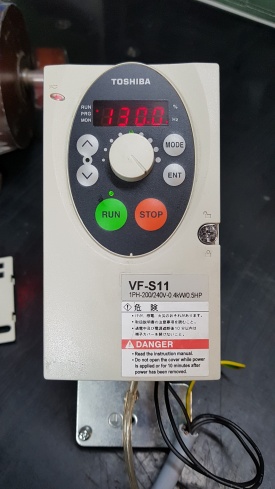 TOSHIBA
RUN
PRG
MON
130.0
%
Hz
MODE
ENT
RUN
STOP
VF-S11
1PH-200/240V-0.4kW/0.5HP
危険
DANGER
• Read the instruction manual.
• Do not open the cover while power
is applied or for 10 minutes after
power has been removed.